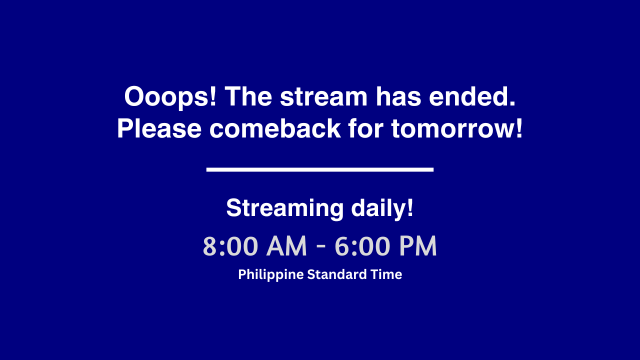 Ooops! The stream has ended.
Please comeback for tomorrow!
Streaming daily!
8:00 AM - 6:00 PM
Philippine Standard Time